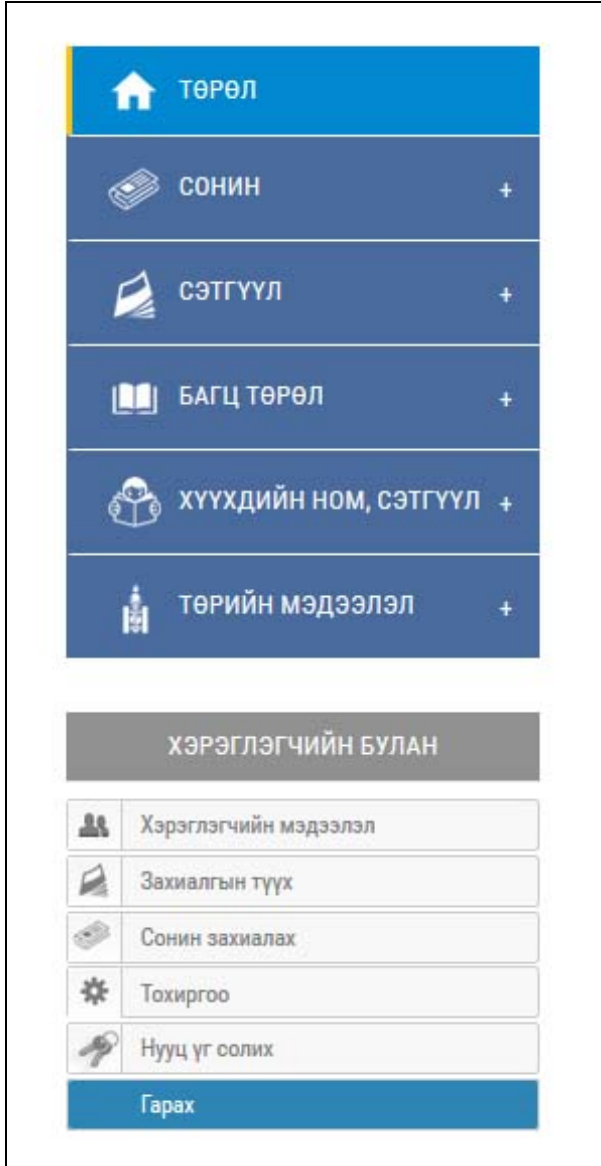 ТӨРӨЛ
СОНИН +
СЭТГҮҮЛ +
БАГЦ ТӨРӨЛ +
ХҮҮХДИЙН НОМ, СЭТГҮҮЛ +
ТӨРИЙН МЭДЭЭЛЭЛ +
ХЭРЭГЛЭГЧИЙН БУЛАН
Хэрэглэгчийн мэдээлэл
Захиалгын түүх
Сонин захиалах
Тохиргоо
Нууц үг солих
Гарах